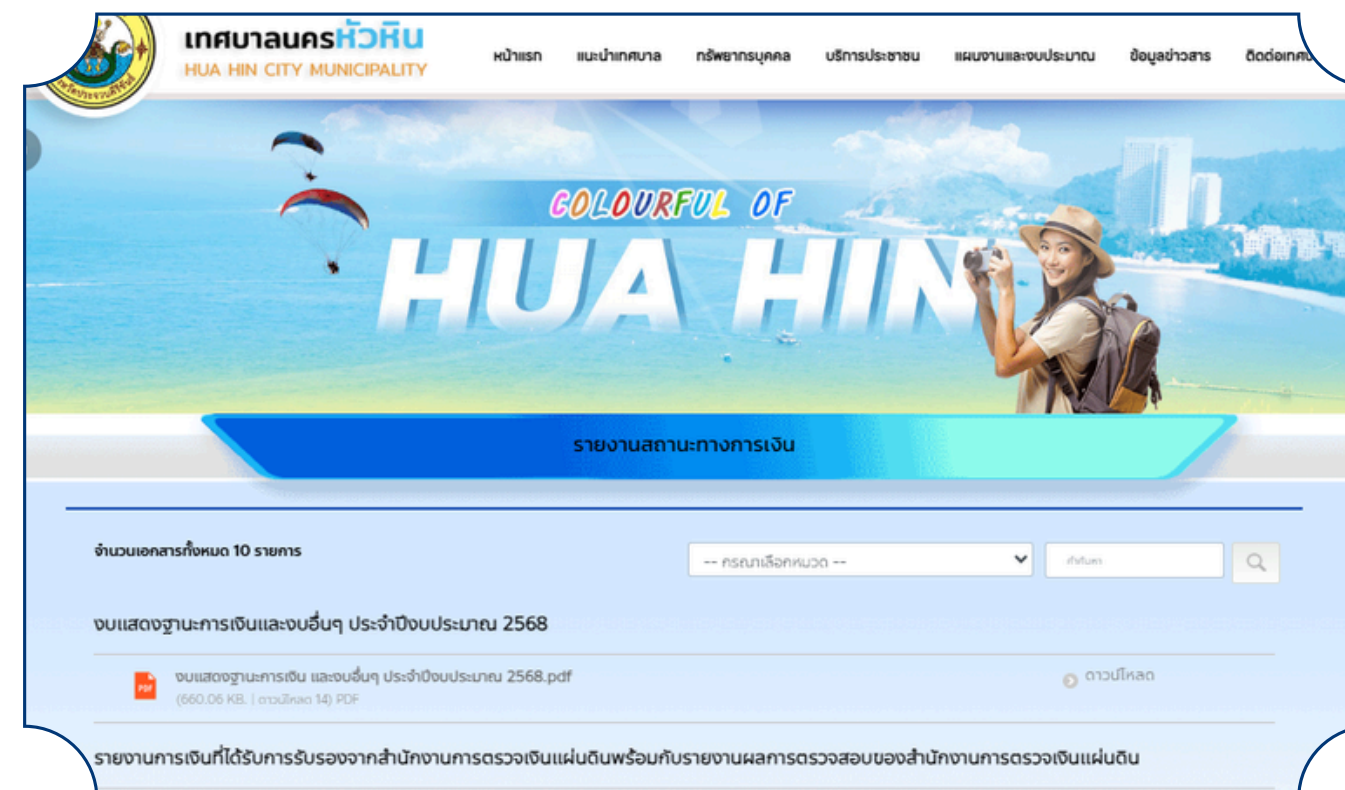 เทศบาลนครหัวหิน
HUA HIN CITY MUNICIPALITY
หน้าแรก แนะนำเทศบาล ทรัพยากรบุคคล บริการประชาชน แผนงานและงบประมาณ ข้อมูลข่าวสาร ติดต่อเทศบ
COLOURFUL OF
HUA HIN
รายงานสถานะทางการเงิน
จำนวนเอกสารทั้งหมด 10 รายการ
-- กรุณาเลือกหมวด --
คำค้นหา
งบแสดงฐานะการเงินและงบอื่นๆ ประจำปีงบประมาณ 2568
PDF
งบแสดงฐานะการเงิน และงบอื่นๆ ประจำปีงบประมาณ 2568.pdf
ดาวน์โหลด
(660.06 KB. | ดาวน์โหลด 14) PDF
รายงานการเงินที่ได้รับการรับรองจากสำนักงานการตรวจเงินแผ่นดินพร้อมกับรายงานผลการตรวจสอบของสำนักงานการตรวจเงินแผ่นดิน